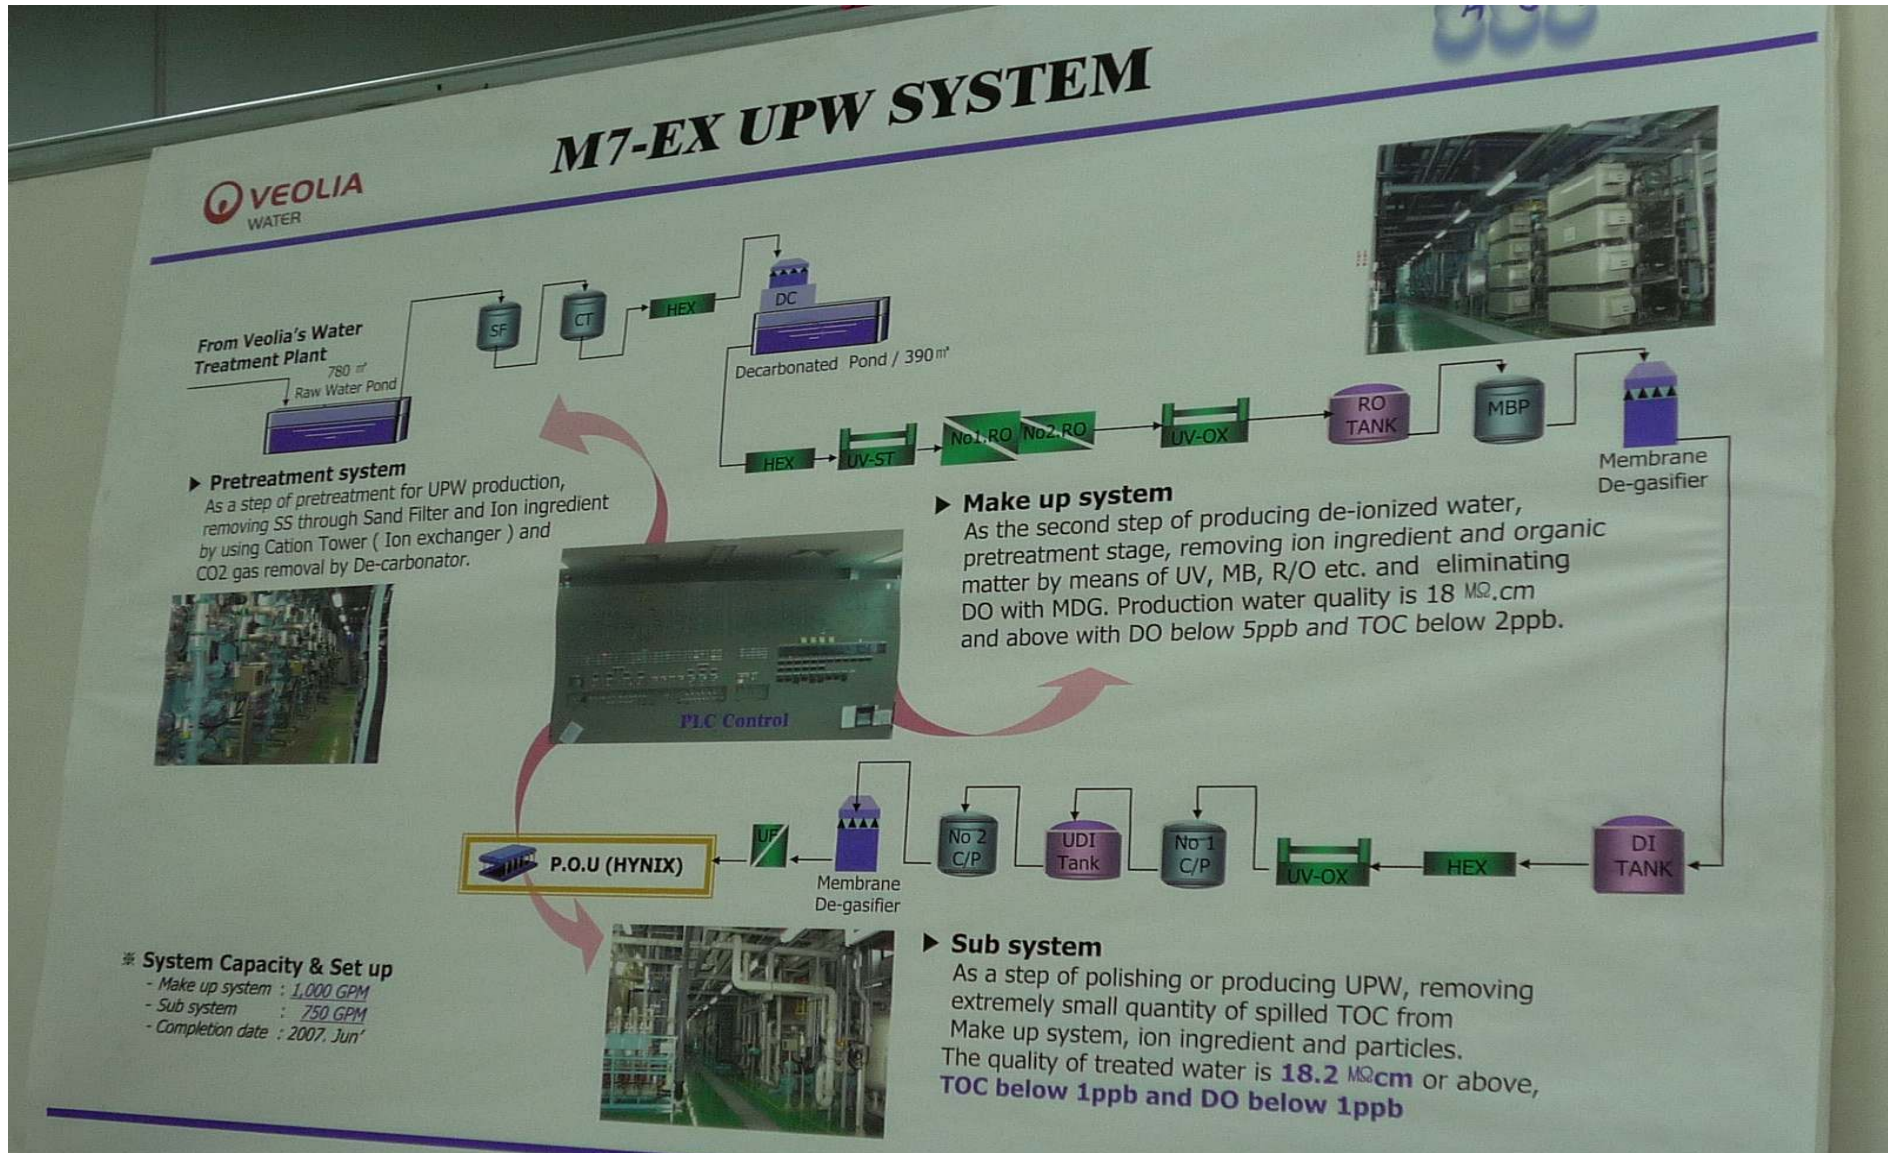 M7-EX UPW SYSTEM
VEOLIA
WATER
From Veolia's Water
Treatment Plant
780 ㎥
Raw Water Pond
SF
CT
HEX
DC
Decarbonated Pond / 390㎥
HEX
UV-ST
No1.RO
No2.RO
UV-OX
RO
TANK
MBP
Membrane
De-gasifier
▶ Pretreatment system
As a step of pretreatment for UPW production,
removing SS through Sand Filter and Ion ingredient
by using Cation Tower ( Ion exchanger ) and
CO2 gas removal by De-carbonator.
▶ Make up system
As the second step of producing de-ionized water,
pretreatment stage, removing ion ingredient and organic
matter by means of UV, MB, R/O etc. and eliminating
DO with MDG. Production water quality is 18 ㏁.cm
and above with DO below 5ppb and TOC below 2ppb.
PLC Control
P.O.U (HYNIX)
UF
Membrane
De-gasifier
No 2
C/P
UDI
Tank
No 1
C/P
UV-OX
HEX
DI
TANK
※ System Capacity & Set up
- Make up system : 1,000 GPM
- Sub system : 750 GPM
- Completion date : 2007. Jun'
▶ Sub system
As a step of polishing or producing UPW, removing
extremely small quantity of spilled TOC from
Make up system, ion ingredient and particles.
The quality of treated water is 18.2 ㏁cm or above,
TOC below 1ppb and DO below 1ppb